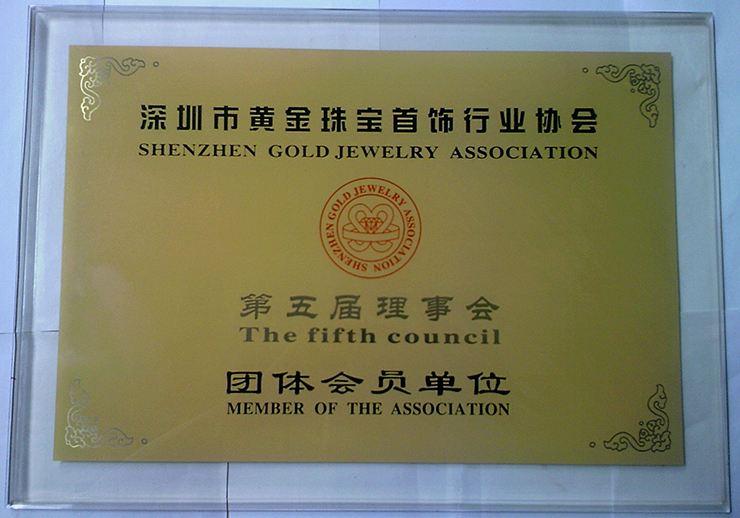 深圳市黄金珠宝首饰行业协会
SHENZHEN GOLD JEWELRY ASSOCIATION
SHENZHEN GOLD JEWELRY ASSOCIATION
第五届理事会
The fifth council
团体会员单位
MEMBER OF THE ASSOCIATION